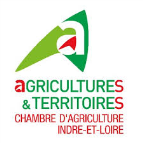 a
aGRICULTURES
& TERRITOIRES
CHAMBRE D'AGRICULTURE
INDRE-ET-LOIRE